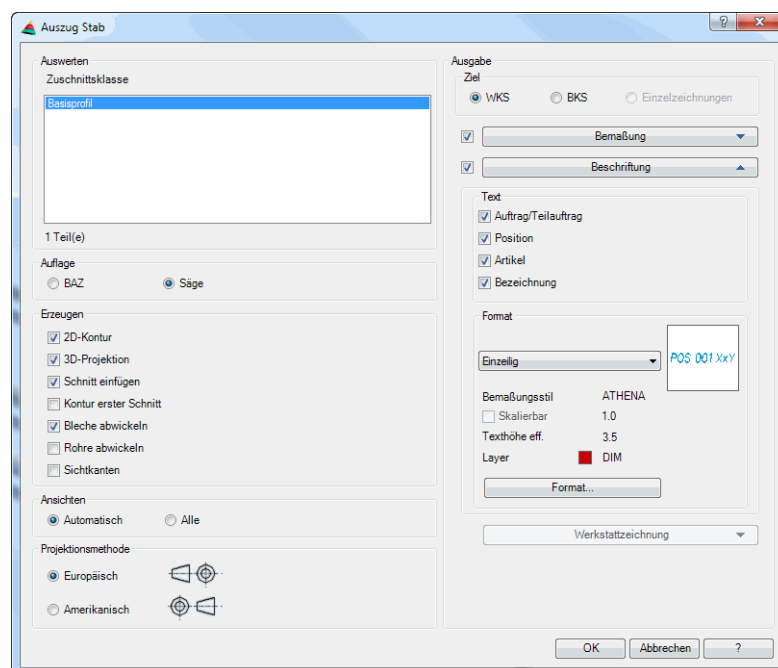 Auszug Stab
?
Auswerten
Zuschnittsklasse
Basisprofil
1 Teil(e)
Auflage
BAZ
Säge
Erzeugen
2D-Kontur
3D-Projektion
Schnitt einfügen
Kontur erster Schnitt
Bleche abwickeln
Rohre abwickeln
Sichtkanten
Ansichten
Automatisch
Alle
Projektionsmethode
Europäisch
Amerikanisch
Ausgabe
Ziel
WKS
BKS
Einzelzeichnungen
Bemaßung
Beschriftung
Text
Auftrag/Teilauftrag
Position
Artikel
Bezeichnung
Format
Einzeilig
POS 001 XxY
Bemaßungsstil ATHENA
Skalierbar 1.0
Texthöhe eff. 3.5
Layer DIM
Format...
Werkstattzeichnung
OK
Abbrechen
?